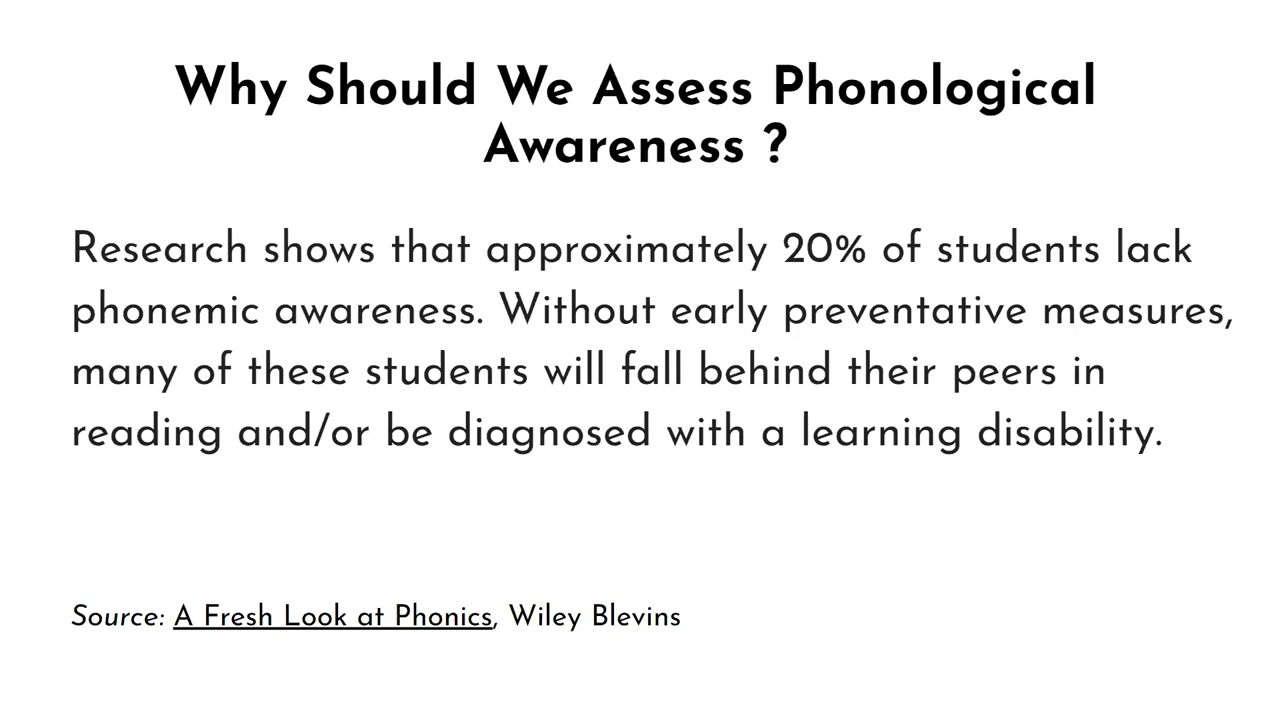 Why Should We Assess Phonological
Awareness ?
Research shows that approximately 20% of students lack
phonemic awareness. Without early preventative measures,
many of these students will fall behind their peers in
reading and/or be diagnosed with a learning disability.
Source: A Fresh Look at Phonics, Wiley Blevins